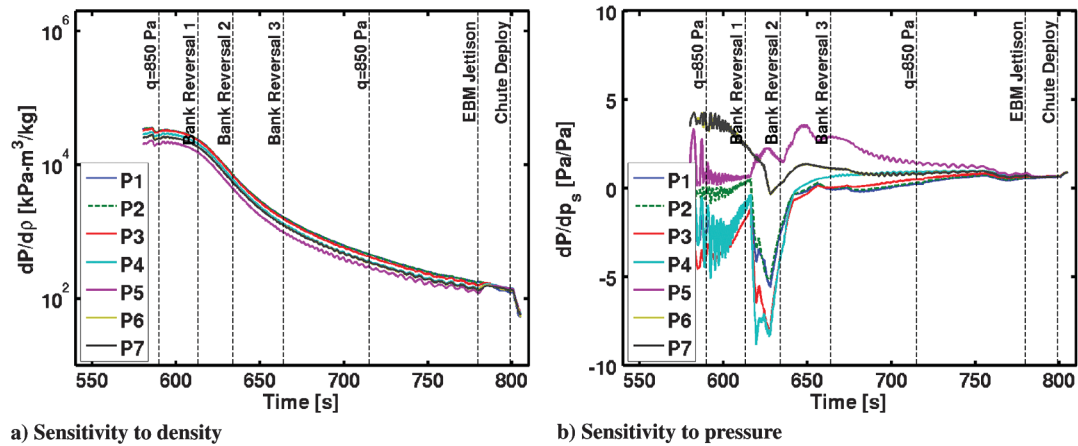 10^6
10^4
10^2
dP/dρ [kPa·m^3/kg]
q=850 Pa
Bank Reversal 1
Bank Reversal 2
Bank Reversal 3
q=850 Pa
EBM Jettison
Chute Deploy
P1
P2
P3
P4
P5
P6
P7
550 600 650 700 750 800
Time [s]
a) Sensitivity to density
10
5
0
-5
-10
dP/dp_s [Pa/Pa]
q=850 Pa
Bank Reversal 1
Bank Reversal 2
Bank Reversal 3
q=850 Pa
EBM Jettison
Chute Deploy
P1
P2
P3
P4
P5
P6
P7
550 600 650 700 750 800
Time [s]
b) Sensitivity to pressure